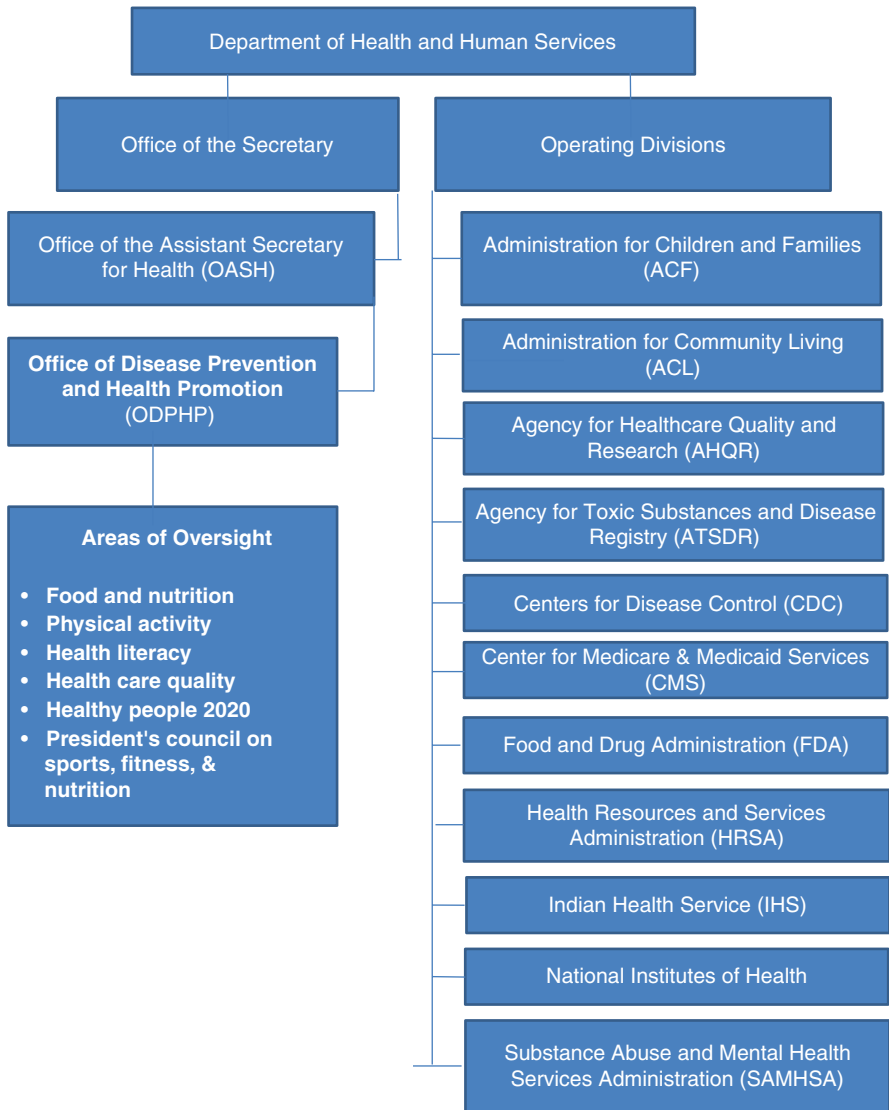 Department of Health and Human Services
Office of the Secretary
Operating Divisions
Office of the Assistant Secretary
for Health (OASH)
Office of Disease Prevention
and Health Promotion
(ODPHP)
Areas of Oversight
• Food and nutrition
• Physical activity
• Health literacy
• Health care quality
• Healthy people 2020
• President's council on
sports, fitness, &
nutrition
Administration for Children and Families
(ACF)
Administration for Community Living
(ACL)
Agency for Healthcare Quality and
Research (AHQR)
Agency for Toxic Substances and Disease
Registry (ATSDR)
Centers for Disease Control (CDC)
Center for Medicare & Medicaid Services
(CMS)
Food and Drug Administration (FDA)
Health Resources and Services
Administration (HRSA)
Indian Health Service (IHS)
National Institutes of Health
Substance Abuse and Mental Health
Services Administration (SAMHSA)